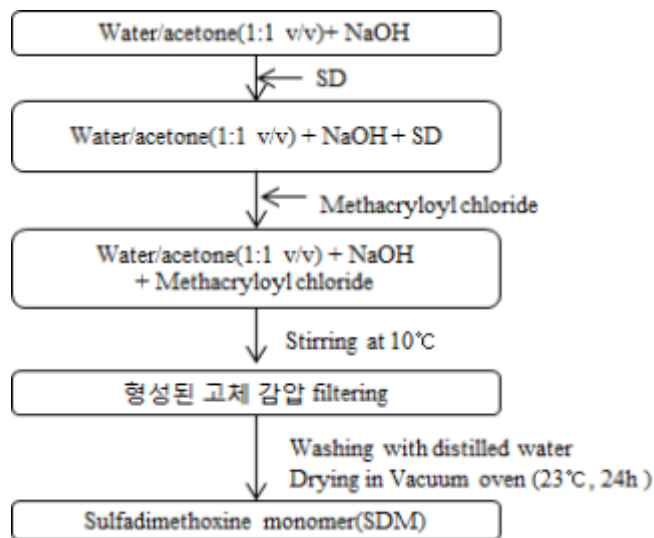 Water/acetone(1:1 v/v)+ NaOH
SD
Water/acetone(1:1 v/v) + NaOH + SD
Methacryloyl chloride
Water/acetone(1:1 v/v) + NaOH
+ Methacryloyl chloride
Stirring at 10℃
형성된 고체 감압 filtering
Washing with distilled water
Drying in Vacuum oven (23℃, 24h )
Sulfadimethoxine monomer(SDM)